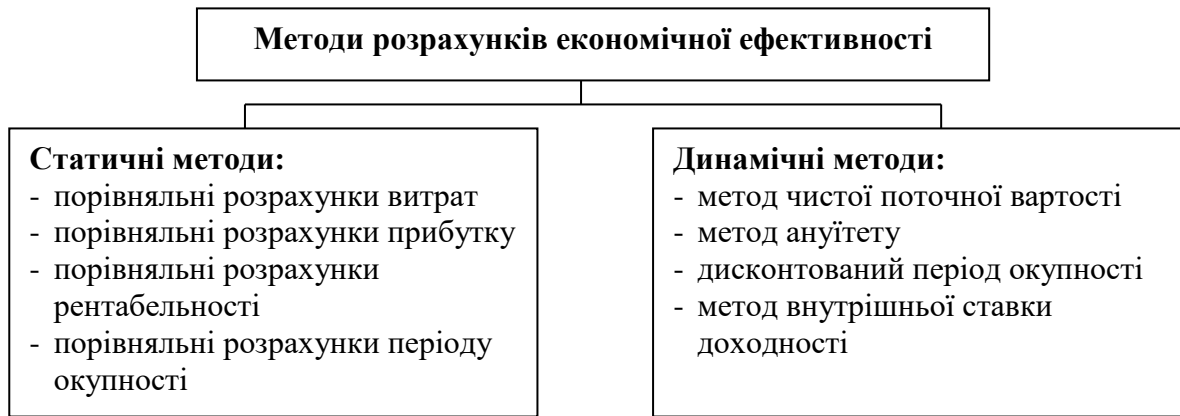 Методи розрахунків економічної ефективності
Статичні методи:
- порівняльні розрахунки витрат
- порівняльні розрахунки прибутку
- порівняльні розрахунки
рентабельності
- порівняльні розрахунки періоду
окупності
Динамічні методи:
- метод чистої поточної вартості
- метод ануїтету
- дисконтований період окупності
- метод внутрішньої ставки
доходності